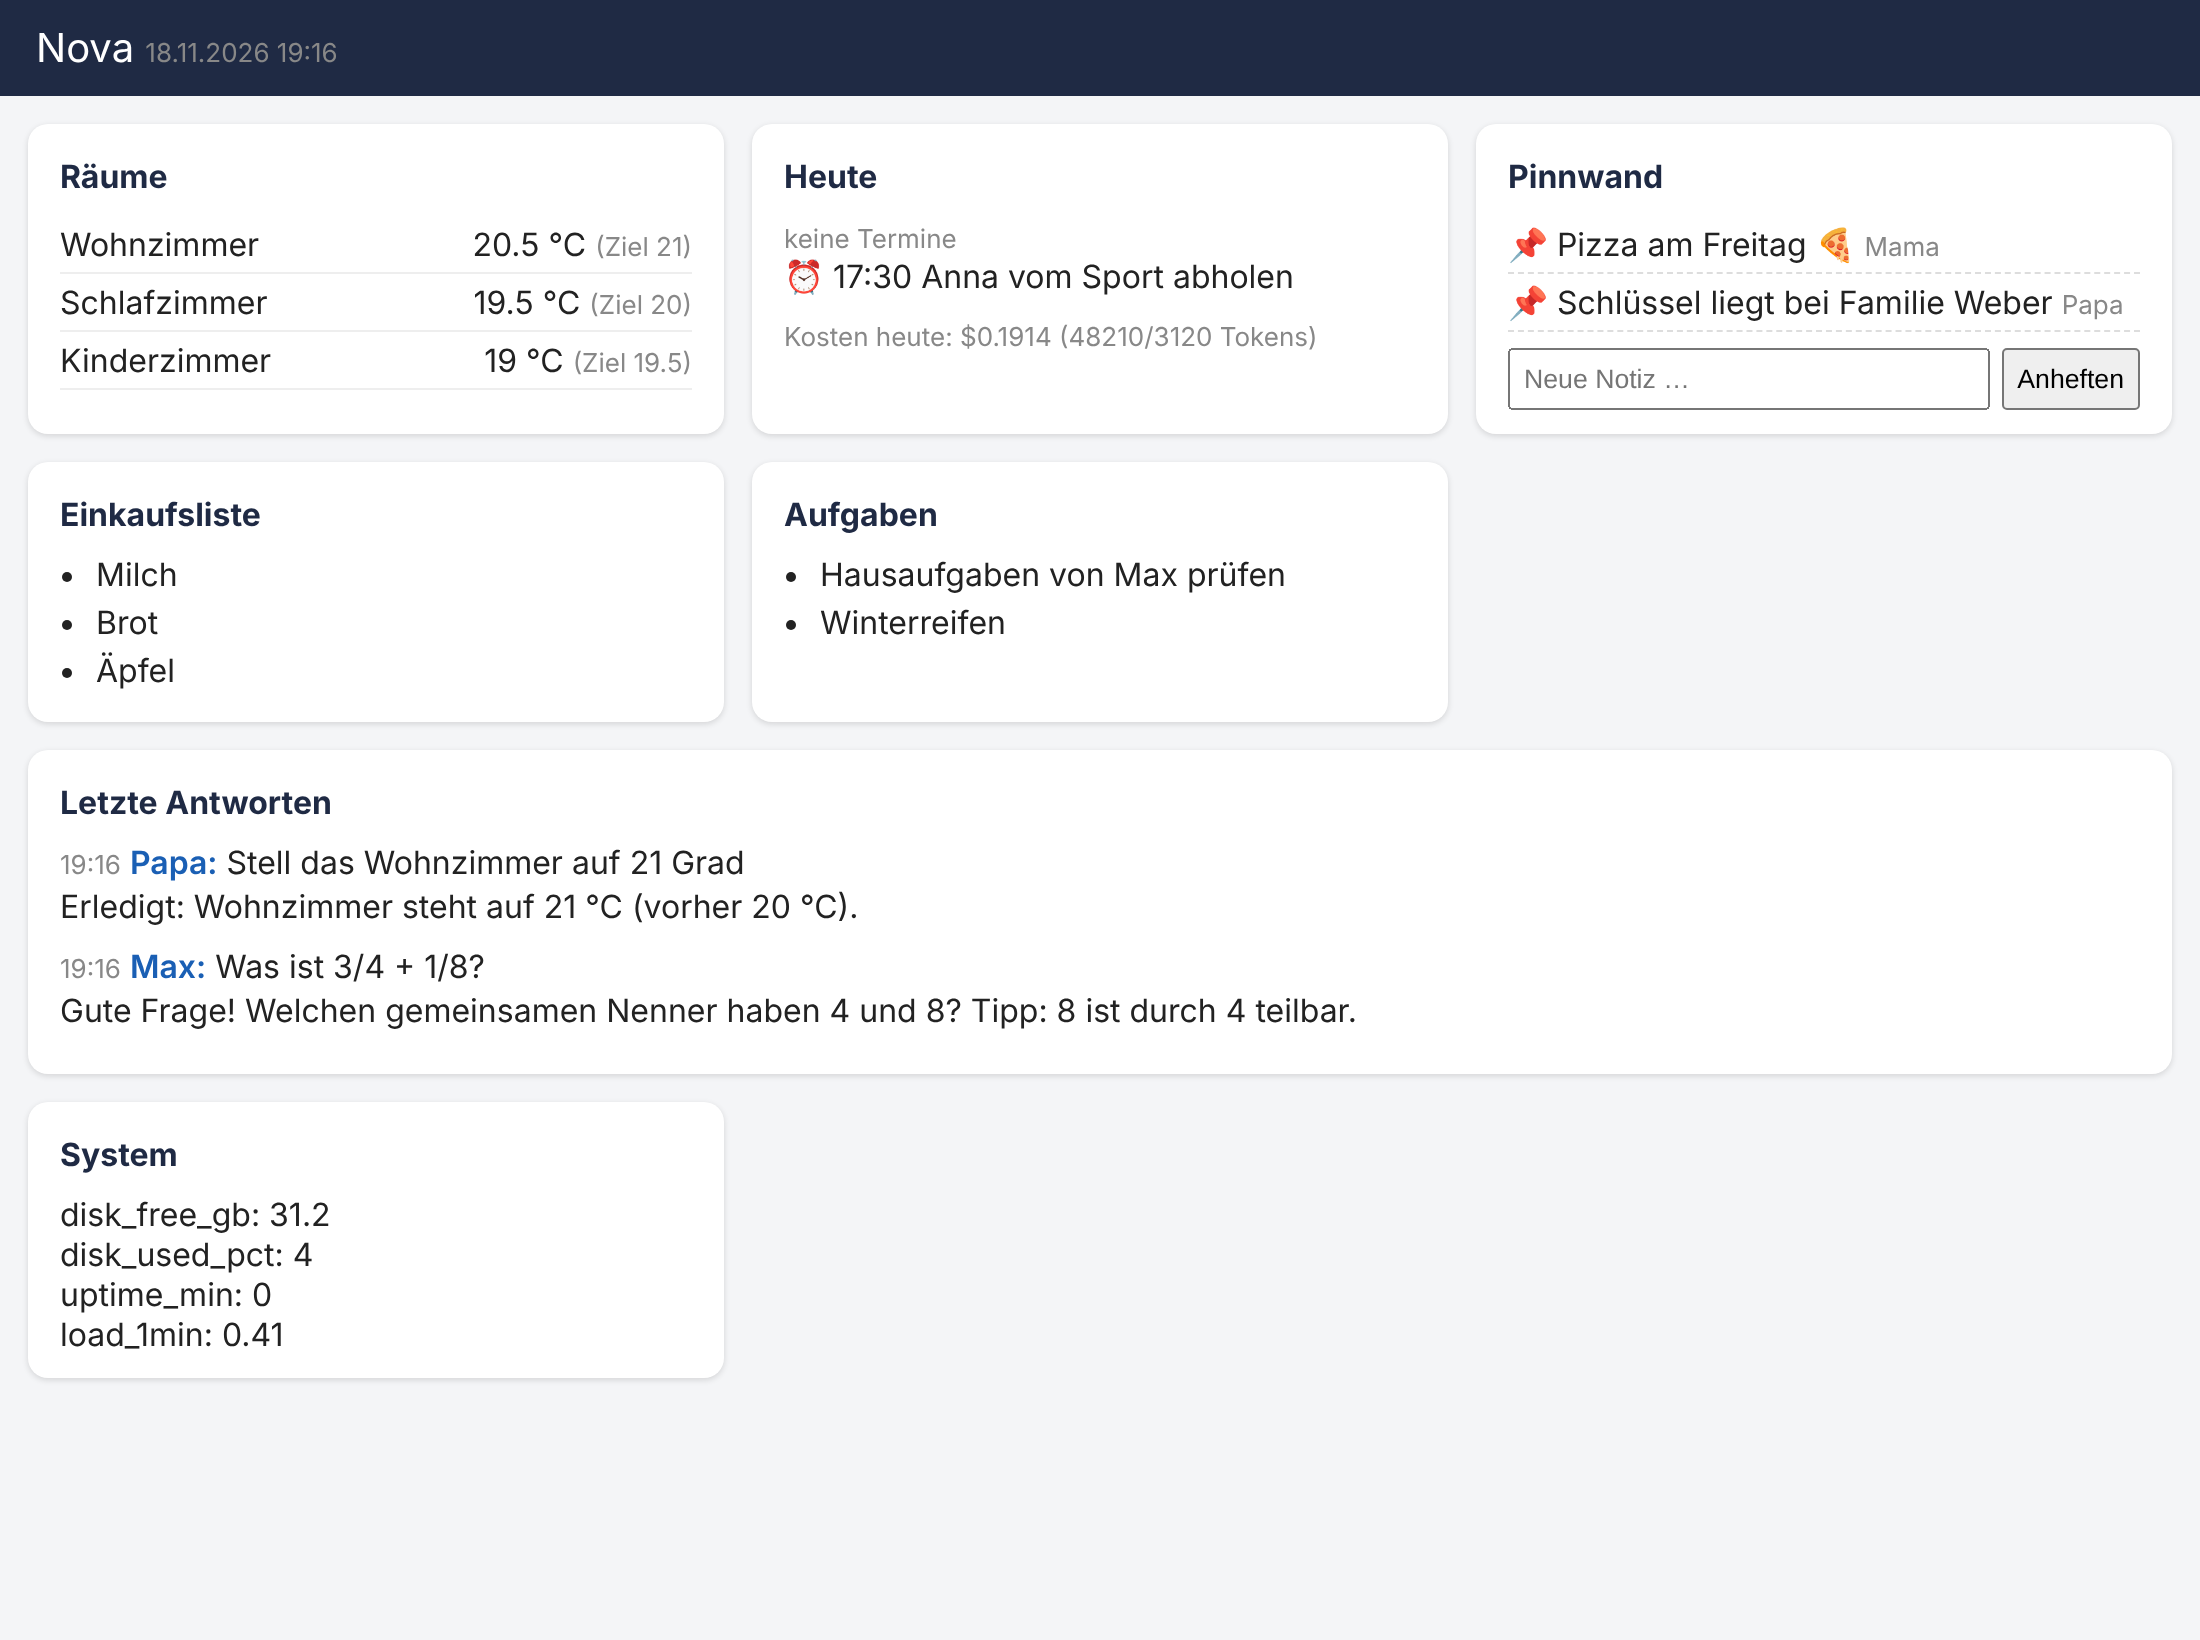 Nova 18.11.2026 19:16
Räume
Wohnzimmer 20.5 °C (Ziel 21)
Schlafzimmer 19.5 °C (Ziel 20)
Kinderzimmer 19 °C (Ziel 19.5)
Heute
keine Termine
⏰ 17:30 Anna vom Sport abholen
Kosten heute: $0.1914 (48210/3120 Tokens)
Pinnwand
📌 Pizza am Freitag 🍕 Mama
📌 Schlüssel liegt bei Familie Weber Papa
Neue Notiz … Anheften
Einkaufsliste
• Milch
• Brot
• Äpfel
Aufgaben
• Hausaufgaben von Max prüfen
• Winterreifen
Letzte Antworten
19:16 Papa: Stell das Wohnzimmer auf 21 Grad
Erledigt: Wohnzimmer steht auf 21 °C (vorher 20 °C).
19:16 Max: Was ist 3/4 + 1/8?
Gute Frage! Welchen gemeinsamen Nenner haben 4 und 8? Tipp: 8 ist durch 4 teilbar.
System
disk_free_gb: 31.2
disk_used_pct: 4
uptime_min: 0
load_1min: 0.41